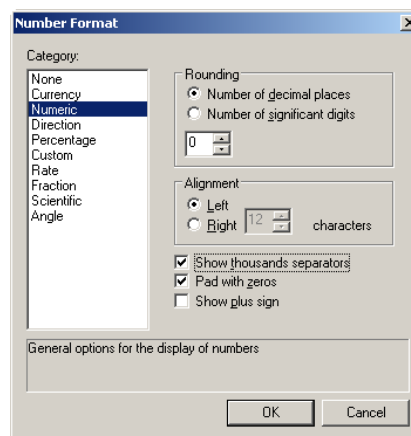 Number Format
Category:
None
Currency
Numeric
Direction
Percentage
Custom
Rate
Fraction
Scientific
Angle
Rounding
Number of decimal places
Number of significant digits
0
Alignment
Left
Right 12 characters
Show thousands separators
Pad with zeros
Show plus sign
General options for the display of numbers
OK Cancel